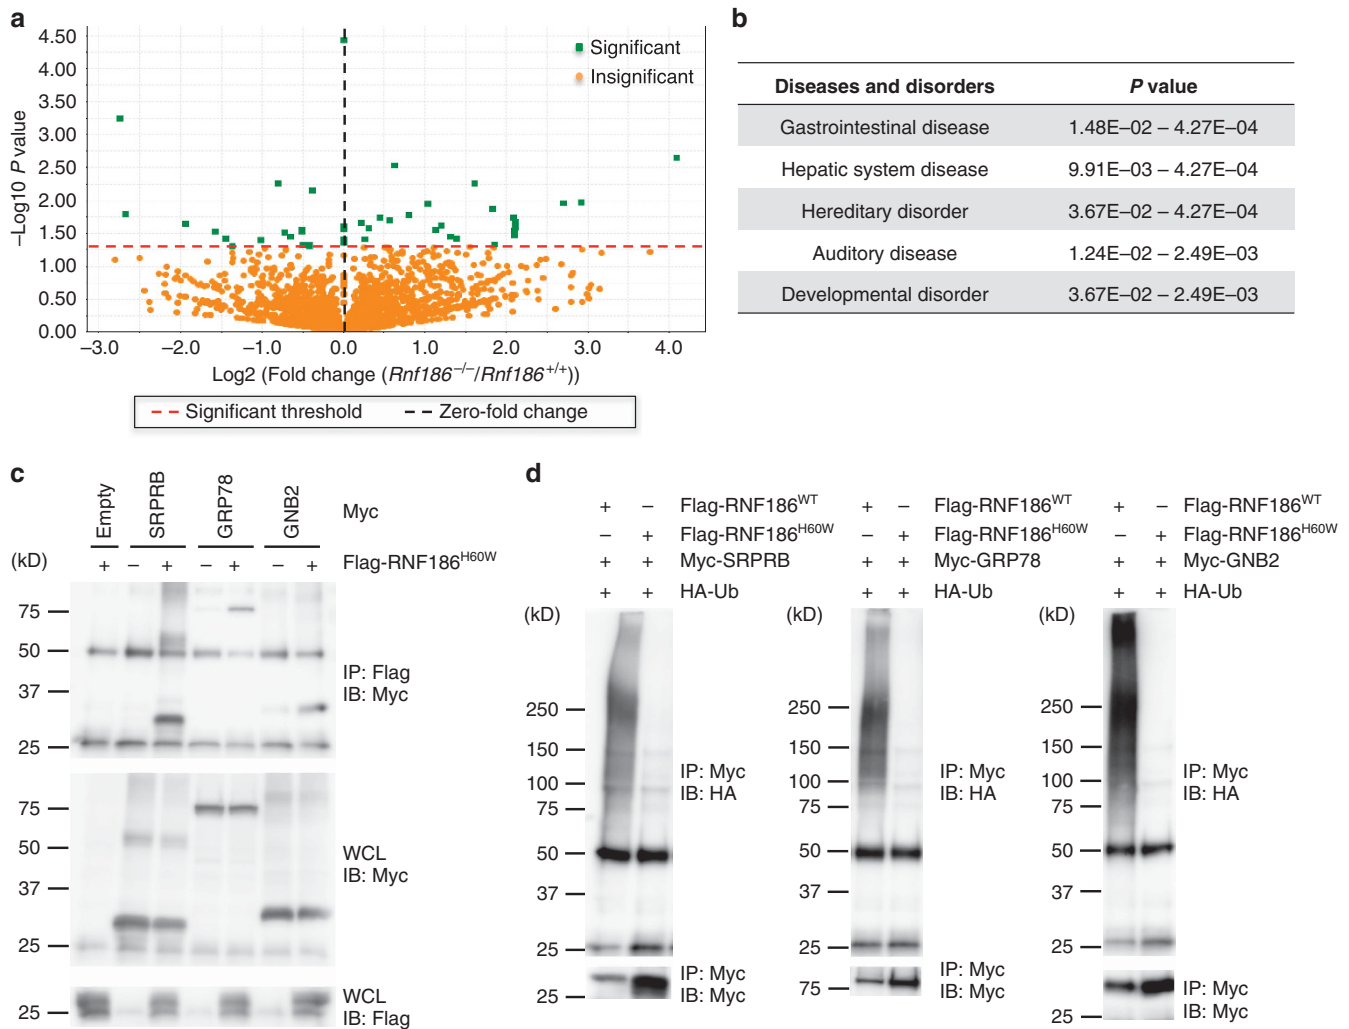 a
4.50
4.00
3.50
3.00
2.50
2.00
1.50
1.00
0.50
0.00
–Log10 P value
Significant
Insignificant
–3.0 –2.0 –1.0 0.0 1.0 2.0 3.0 4.0
Log2 (Fold change (Rnf186–/–/Rnf186+/+))
Significant threshold Zero-fold change
b
Diseases and disorders P value
Gastrointestinal disease 1.48E–02 – 4.27E–04
Hepatic system disease 9.91E–03 – 4.27E–04
Hereditary disorder 3.67E–02 – 4.27E–04
Auditory disease 1.24E–02 – 2.49E–03
Developmental disorder 3.67E–02 – 2.49E–03
c
Empty SRPRB GRP78 GNB2 Myc
(kD) + – + – + – + Flag-RNF186H60W
75
50
37
25
IP: Flag
IB: Myc
75
50
37
25
WCL
IB: Myc
25
WCL
IB: Flag
d
+ – Flag-RNF186WT
– + Flag-RNF186H60W
+ + Myc-SRPRB
+ + HA-Ub
(kD)
250
150
100
75
50
37
25
IP: Myc
IB: HA
25
IP: Myc
IB: Myc
+ – Flag-RNF186WT
– + Flag-RNF186H60W
+ + Myc-GRP78
+ + HA-Ub
(kD)
250
150
100
75
50
37
25
IP: Myc
IB: HA
75
IP: Myc
IB: Myc
+ – Flag-RNF186WT
– + Flag-RNF186H60W
+ + Myc-GNB2
+ + HA-Ub
(kD)
250
150
100
75
50
37
25
IP: Myc
IB: HA
25
IP: Myc
IB: Myc